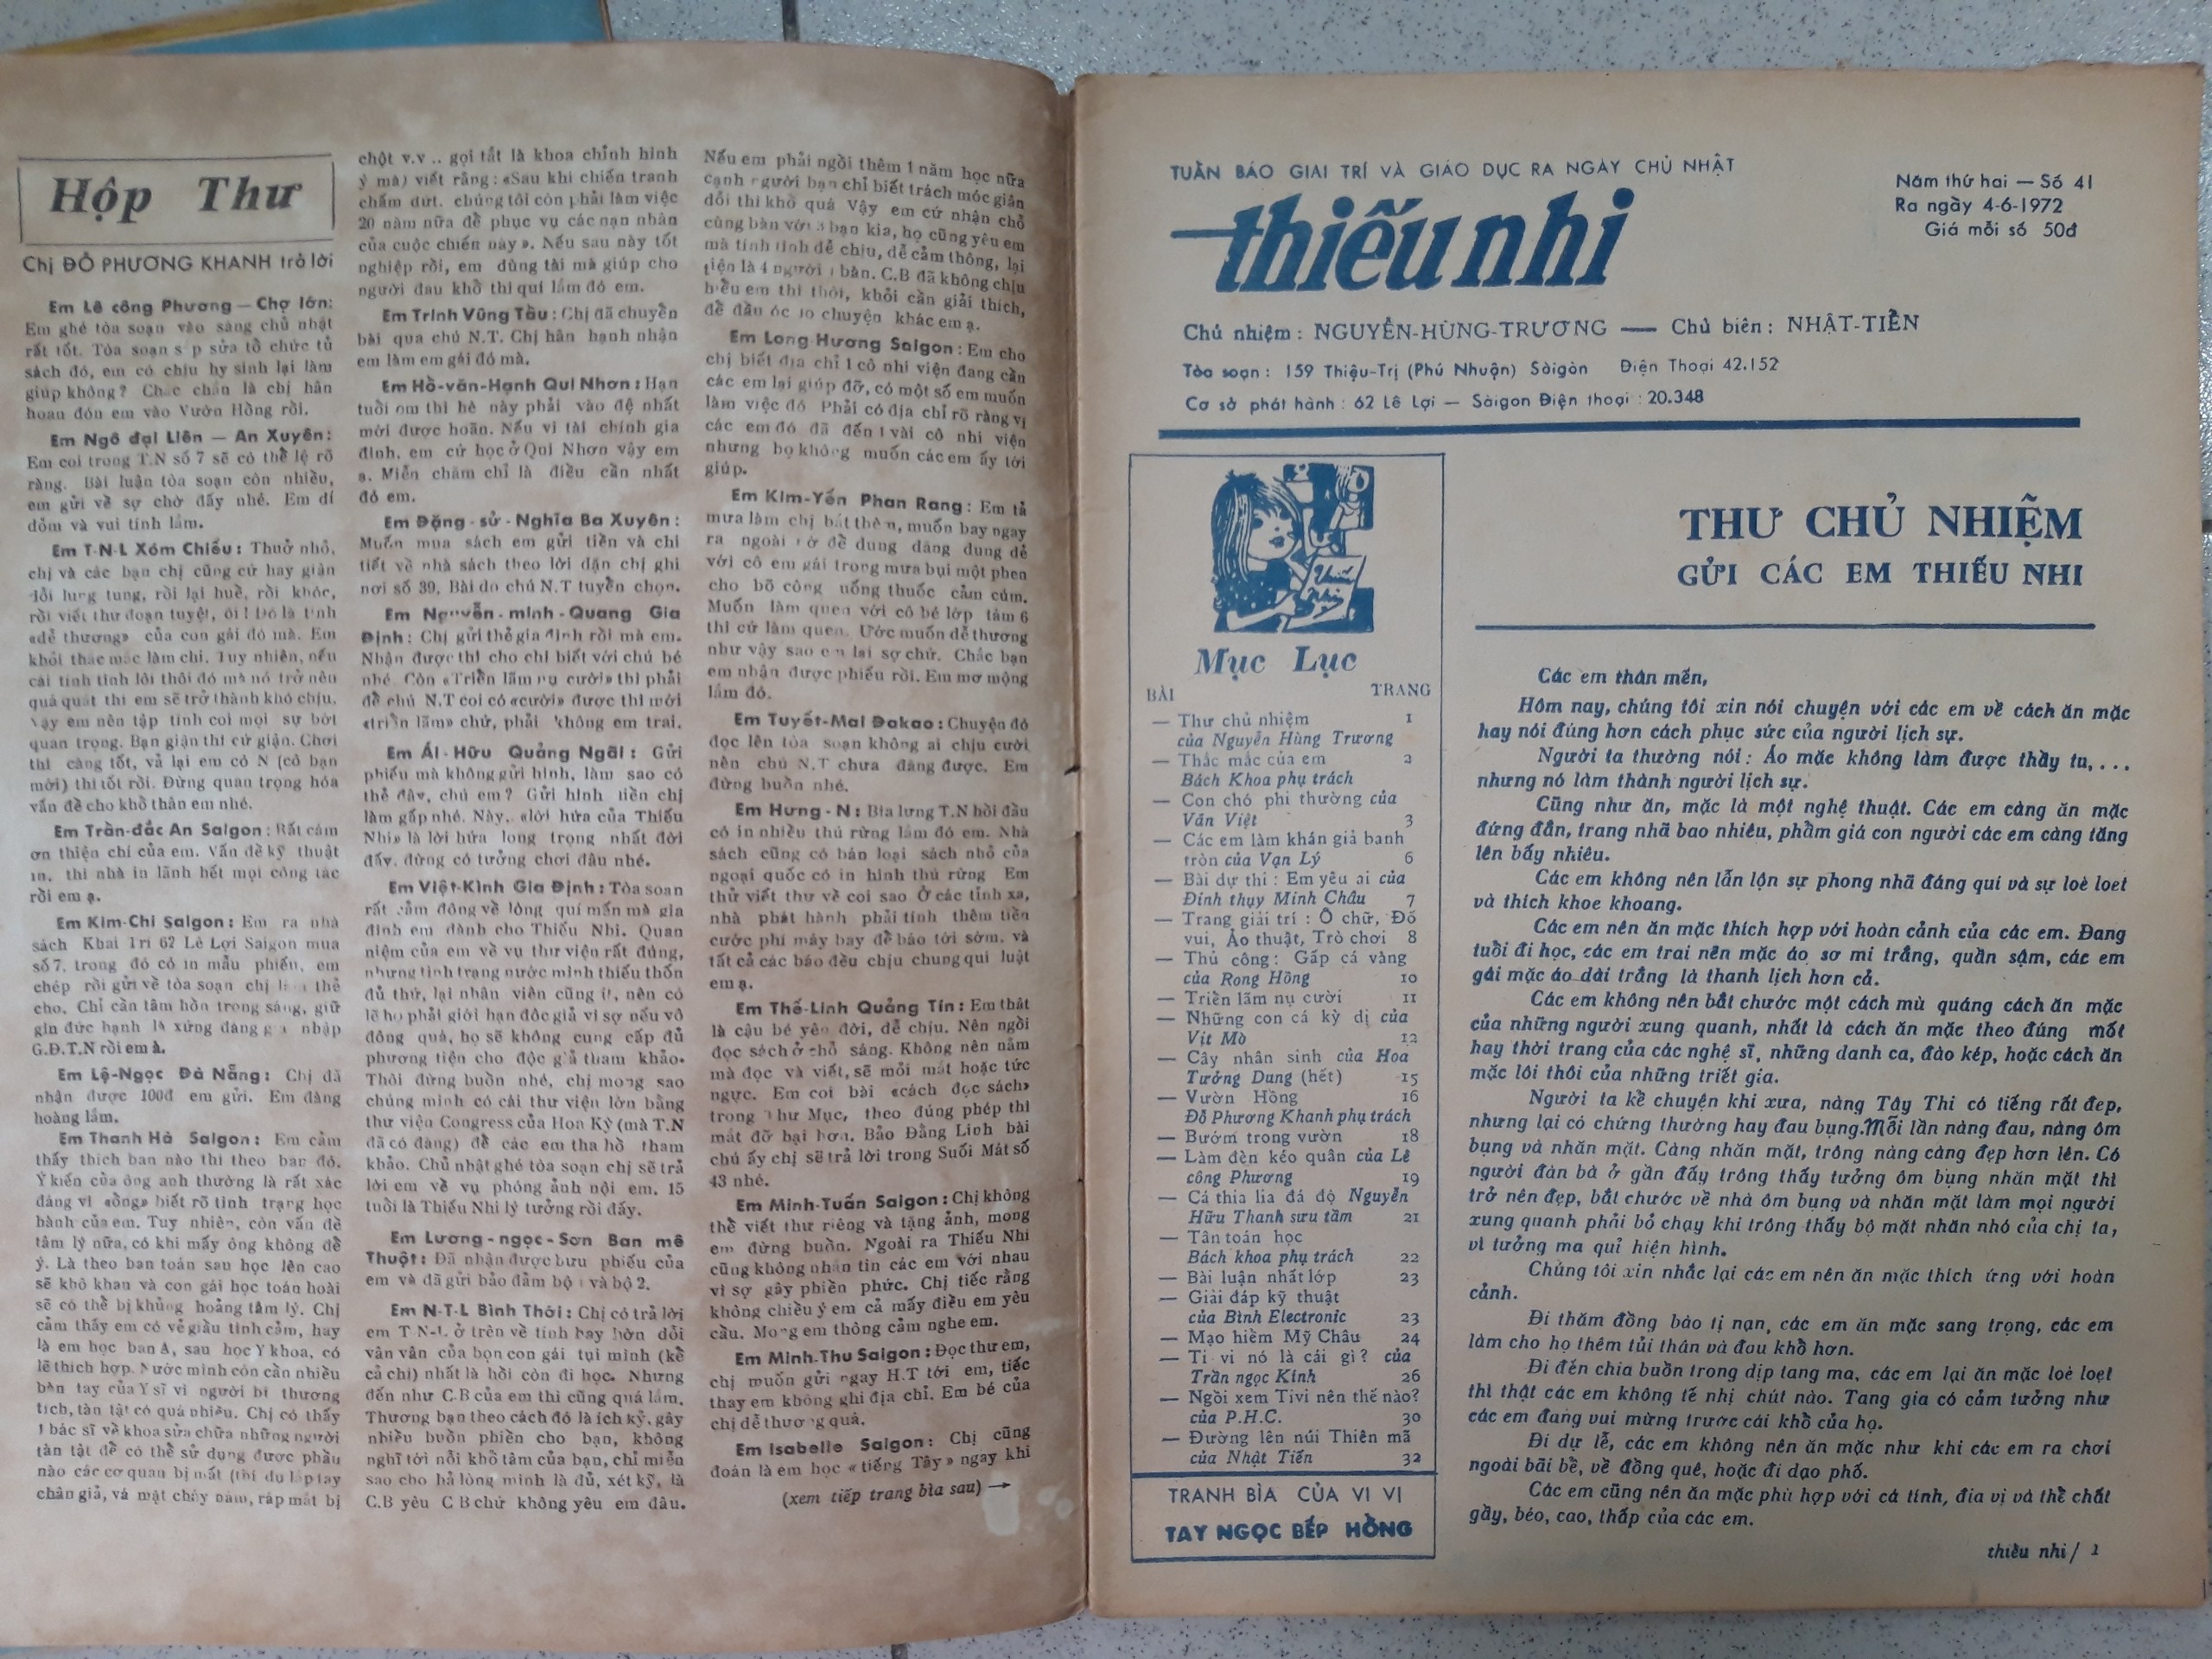 Hộp Thư
Chị ĐỖ PHƯƠNG KHANH trả lời
Em Lê công Phương — Chợ lớn:
Em ghé tòa soạn vào sáng chủ nhật
rất tốt. Tòa soạn sửa tổ chức tủ
sách đó, em có chịu hy sinh lại làm
giúp không? Chắc chắn là chị hân
hoan đón em vào Vườn Hồng rồi.
Em Ngô đại Liên — An Xuyên:
Em coi trong T.N số 7 sẽ có thể lệ rõ
ràng. Bài luận tòa soạn còn nhiều,
em gửi về sự chờ đấy nhé. Em dí
dỏm và vui tính lắm.
Em T-N-L Xóm Chiếu: Thuở nhỏ,
chị và các bạn chị cũng cứ hay giận
dỗi lung tung, rồi lại huề, rồi khóc,
rồi viết thư đoạn tuyệt, ôi! Đó là tính
«dễ thương» của con gái đó mà. Em
khỏi thắc mắc làm chi. Tuy nhiên, nếu
cái tính tình lôi thôi đó mà nó trở nên
quá quắt thì em sẽ trở thành khó chịu.
Vậy em nên tập tính coi mọi sự bớt
quan trọng. Bạn giận thì cứ giận. Chơi
thì càng tốt, vả lại em có N (cô bạn
mới) thì tốt rồi. Đừng quan trọng hóa
vấn đề cho khổ thân em nhé.
Em Trần-đắc An Saigon: Rất cám
ơn thiện chí của em. Vấn đề kỹ thuật
in, thì nhà in lãnh hết mọi công tác
rồi em ạ.
Em Kim-Chi Saigon: Em ra nhà
sách Khai Trí 62 Lê Lợi Saigon mua
số 7, trong đó có in mẫu phiếu, em
chép rồi gửi về tòa soạn chị làm thẻ
cho. Chỉ cần tâm hồn trong sáng, giữ
gìn đức hạnh là xứng đáng gia nhập
G.Đ.T.N rồi em à.
Em Lệ-Ngọc Đà Nẵng: Chị đã
nhận được 100đ em gửi. Em đàng
hoàng lắm.
Em Thanh Hà Saigon: Em cảm
thấy thích ban nào thì theo ban đó.
Ý kiến của ông anh thường là rất xác
đáng vì «ổng» biết rõ tình trạng học
hành của em. Tuy nhiên, còn vấn đề
tâm lý nữa, có khi mấy ông không để
ý. Là theo ban toán sau học lên cao
sẽ khô khan và con gái học toán hoài
sẽ có thể bị khủng hoảng tâm lý. Chị
cảm thấy em có vẻ giầu tình cảm, hay
là em học ban A, sau học Y khoa, có
lẽ thích hợp. Nước mình còn cần nhiều
bàn tay của Y sĩ vì người bị thương
tích, tàn tật có quá nhiều. Chị có thấy
1 bác sĩ về khoa sửa chữa những người
tàn tật để có thể sử dụng được phần
nào các cơ quan bị mất (thí dụ lắp tay
chân giả, vá mặt cháy nám, ráp mắt bị
chột v.v .. gọi tắt là khoa chỉnh hình
ý mà) viết rằng: «Sau khi chiến tranh
chấm dứt, chúng tôi còn phải làm việc
20 năm nữa để phục vụ các nạn nhân
của cuộc chiến này». Nếu sau này tốt
nghiệp rồi, em dùng tài mà giúp cho
người đau khổ thì quí lắm đó em.
Em Trinh Vũng Tầu: Chị đã chuyển
bài qua chú N.T. Chị hân hạnh nhận
em làm em gái đó mà.
Em Hồ-văn-Hạnh Qui Nhơn: Hạn
tuổi em thì hè này phải vào đệ nhất
mới được hoãn. Nếu vì tài chính gia
đình, em cứ học ở Qui Nhơn vậy em
ạ. Miễn chăm chỉ là điều cần nhất
đó em.
Em Đặng - sử - Nghĩa Ba Xuyên:
Muốn mua sách em gửi tiền và chi
tiết về nhà sách theo lời dặn chị ghi
nơi số 39. Bài do chú N.T tuyển chọn.
Em Nguyễn - minh - Quang Gia
Định: Chị gửi thẻ gia định rồi mà em.
Nhận được thì cho chị biết với chú bé
nhé. Còn «Triển lãm nụ cười» thì phải
để chú N.T coi có «cười» được thì mới
«triển lãm» chứ, phải không em trai.
Em Ái - Hữu Quảng Ngãi: Gửi
phiếu mà không gửi hình, làm sao có
thẻ đây, chú em? Gửi hình liền chị
làm gấp nhé. Này, «lời hứa của Thiếu
Nhi» là lời hứa long trọng nhất đời
đấy, đừng có tưởng chơi đâu nhé.
Em Việt-Kình Gia Định: Tòa soạn
rất cảm động về lòng quí mến mà gia
đình em dành cho Thiếu Nhi. Quan
niệm của em về vụ thư viện rất đúng,
nhưng tình trạng nước mình thiếu thốn
đủ thứ, lại nhân viên cũng ít, nên có
lẽ họ phải giới hạn độc giả vì sợ nếu vô
đông quá, họ sẽ không cung cấp đủ
phương tiện cho độc giả tham khảo.
Thôi đừng buồn nhé, chị mong sao
chúng mình có cái thư viện lớn bằng
thư viện Congress của Hoa Kỳ (mà T.N
đã có đăng) để các em tha hồ tham
khảo. Chủ nhật ghé tòa soạn chị sẽ trả
lời em về vụ phóng ảnh nội em. 15
tuổi là Thiếu Nhi lý tưởng rồi đấy.
Em Lương-ngọc-Sơn Ban mê
Thuột: Đã nhận được bưu phiếu của
em và đã gửi bảo đảm bộ 1 và bộ 2.
Em N-T-L Bình Thới: Chị có trả lời
em T N-L ở trên về tính hay hờn dỗi
vân vân của bọn con gái tụi mình (kể
cả chị) nhất là hồi còn đi học. Nhưng
đến như C.B của em thì cũng quá lắm.
Thương bạn theo cách đó là ích kỷ, gây
nhiều buồn phiền cho bạn, không
nghĩ tới nỗi khổ tâm của bạn, chỉ miễn
sao cho hả lòng mình là đủ, xét kỹ, là
C.B yêu C B chứ không yêu em đâu.
Nếu em phải ngồi thêm 1 năm học nữa
cạnh người bạn chỉ biết trách móc giận
dỗi thì khổ quá Vậy em cứ nhận chỗ
cùng bàn với 3 bạn kia, họ cũng yêu em
mà tính tình dễ chịu, dễ cảm thông, lại
tiện là 4 người 1 bàn. C.B đã không chịu
hiểu em thì thôi, khỏi cần giải thích,
để đầu óc lo chuyện khác em ạ.
Em Long Hương Saigon: Em cho
chị biết địa chỉ 1 cô nhi viện đang cần
các em lại giúp đỡ, có một số em muốn
làm việc đó Phải có địa chỉ rõ ràng vị
các em đó đã đến 1 vài cô nhi viện
nhưng họ không muốn các em ấy tới
giúp.
Em Kim-Yến Phan Rang: Em tả
mưa làm chị bắt thèm, muốn bay ngay
ra ngoài đó để dung dăng dung dẻ
với cô em gái trong mưa bụi một phen
cho bõ công uống thuốc cảm cúm.
Muốn làm quen với cô bé lớp tám 6
thì cứ làm quen. Ước muốn dễ thương
như vậy sao em lại sợ chứ. Chắc bạn
em nhận được phiếu rồi. Em mơ mộng
lắm đó.
Em Tuyết-Mai Đakao: Chuyện đó
đọc lên tòa soạn không ai chịu cười
nên chú N.T chưa đăng được. Em
đừng buồn nhé.
Em Hưng - N: Bìa lưng T.N hồi đầu
có in nhiều thú rừng lắm đó em. Nhà
sách cũng có bán loại sách nhỏ của
ngoại quốc có in hình thú rừng Em
thử viết thư về coi sao Ở các tỉnh xa,
nhà phát hành phải tính thêm tiền
cước phí máy bay để báo tới sớm, và
tất cả các báo đều chịu chung qui luật
em ạ.
Em Thế-Linh Quảng Tín: Em thật
là cậu bé yêu đời, dễ chịu. Nên ngồi
đọc sách ở chỗ sáng. Không nên nằm
mà đọc và viết, sẽ mỏi mắt hoặc tức
ngực. Em coi bài «cách đọc sách»
trong Thư Mục, theo đúng phép thì
mắt đỡ hại hơn. Bảo Đằng Linh bài
chú ấy chị sẽ trả lời trong Suối Mát số
43 nhé.
Em Minh-Tuấn Saigon: Chị không
thể viết thư riêng và tặng ảnh, mong
em đừng buồn. Ngoài ra Thiếu Nhi
cũng không nhắn tin các em với nhau
vì sợ gây phiền phức. Chị tiếc rằng
không chiều ý em cả mấy điều em yêu
cầu. Mong em thông cảm nghe em.
Em Minh-Thu Saigon: Đọc thư em,
chị muốn gửi ngay H.T tới em, tiếc
thay em không ghi địa chỉ. Em bé của
chị dễ thương quá.
Em Isabelle Saigon: Chị cũng
đoán là em học «tiếng Tây» ngay khi
(xem tiếp trang bìa sau) →
TUẦN BÁO GIẢI TRÍ VÀ GIÁO DỤC RA NGÀY CHỦ NHẬT
thiếu nhi
Năm thứ hai — Số 41
Ra ngày 4-6-1972
Giá mỗi số 50đ
Chủ nhiệm: NGUYỄN-HÙNG-TRƯƠNG — Chủ biên: NHẬT-TIẾN
Tòa soạn: 159 Thiệu-Trị (Phú Nhuận) Sàigòn Điện Thoại 42.152
Cơ sở phát hành: 62 Lê Lợi — Sàigon Điện thoại: 20.348
Thiếu
Nhi
Mục Lục
BÀI TRANG
— Thư chủ nhiệm 1
của Nguyễn Hùng Trương
— Thắc mắc của em 2
Bách Khoa phụ trách
— Con chó phi thường của
Văn Việt 3
— Các em làm khán giả banh
tròn của Vạn Lý 6
— Bài dự thi: Em yêu ai của
Đinh thụy Minh Châu 7
— Trang giải trí: Ô chữ, Đố
vui, Ảo thuật, Trò chơi 8
— Thủ công: Gấp cá vàng
của Rong Hồng 10
— Triển lãm nụ cười 11
— Những con cá kỳ dị của
Vịt Mò 12
— Cây nhân sinh của Hoa
Tưởng Dung (hết) 15
— Vườn Hồng 16
Đỗ Phương Khanh phụ trách
— Bướm trong vườn 18
— Làm đèn kéo quân của Lê
công Phương 19
— Cá thia lia đá độ Nguyễn
Hữu Thanh sưu tầm 21
— Tân toán học
Bách khoa phụ trách 22
— Bài luận nhất lớp 23
— Giải đáp kỹ thuật
của Bình Electronic 23
— Mạo hiểm Mỹ Châu 24
— Ti vi nó là cái gì? của
Trần ngọc Kính 26
— Ngồi xem Tivi nên thế nào?
của P.H.C. 30
— Đường lên núi Thiên mã
của Nhật Tiến 32
TRANH BÌA CỦA VI VI
TAY NGỌC BẾP HỒNG
THƯ CHỦ NHIỆM
GỬI CÁC EM THIẾU NHI
Các em thân mến,
Hôm nay, chúng tôi xin nói chuyện với các em về cách ăn mặc
hay nói đúng hơn cách phục sức của người lịch sự.
Người ta thường nói: Áo mặc không làm được thầy tu,...
nhưng nó làm thành người lịch sự.
Cũng như ăn, mặc là một nghệ thuật. Các em càng ăn mặc
đứng đắn, trang nhã bao nhiêu, phẩm giá con người các em càng tăng
lên bấy nhiêu.
Các em không nên lẫn lộn sự phong nhã đáng quí và sự loè loẹt
và thích khoe khoang.
Các em nên ăn mặc thích hợp với hoàn cảnh của các em. Đang
tuổi đi học, các em trai nên mặc áo sơ mi trắng, quần sậm, các em
gái mặc áo dài trắng là thanh lịch hơn cả.
Các em không nên bắt chước một cách mù quáng cách ăn mặc
của những người xung quanh, nhất là cách ăn mặc theo đúng mốt
hay thời trang của các nghệ sĩ, những danh ca, đào kép, hoặc cách ăn
mặc lôi thôi của những triết gia.
Người ta kể chuyện khi xưa, nàng Tây Thi có tiếng rất đẹp,
nhưng lại có chứng thường hay đau bụng. Mỗi lần nàng đau, nàng ôm
bụng và nhăn mặt. Càng nhăn mặt, trông nàng càng đẹp hơn lên. Có
người đàn bà ở gần đấy trông thấy tưởng ôm bụng nhăn mặt thì
trở nên đẹp, bắt chước về nhà ôm bụng và nhăn mặt làm mọi người
xung quanh phải bỏ chạy khi trông thấy bộ mặt nhăn nhó của chị ta,
vì tưởng ma quỉ hiện hình.
Chúng tôi xin nhắc lại các em nên ăn mặc thích ứng với hoàn
cảnh.
Đi thăm đồng bào tị nạn, các em ăn mặc sang trọng, các em
làm cho họ thêm tủi thân và đau khổ hơn.
Đi đến chia buồn trong dịp tang ma, các em lại ăn mặc loè loẹt
thì thật các em không tế nhị chút nào. Tang gia có cảm tưởng như
các em đang vui mừng trước cái khổ của họ.
Đi dự lễ, các em không nên ăn mặc như khi các em ra chơi
ngoài bãi bể, về đồng quê, hoặc đi dạo phố.
Các em cũng nên ăn mặc phù hợp với cá tính, địa vị và thể chất
gầy, béo, cao, thấp của các em.
thiếu nhi / 1